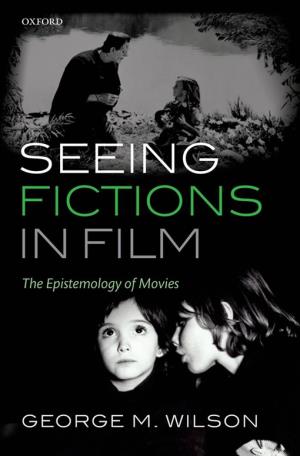 OXFORD
SEEING
FICTIONS
IN FILM
The Epistemology of Movies
GEORGE M. WILSON